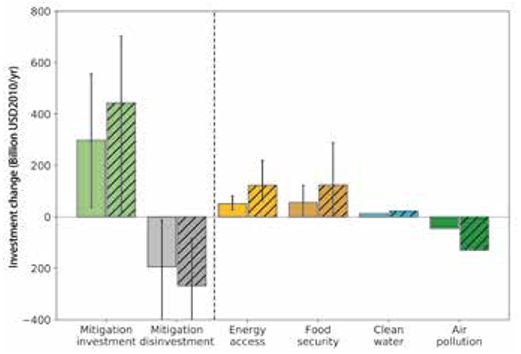 Investment change (Billion USD2010/yr)
800
600
400
200
0
200
−400
Mitigation
investment
Mitigation
disinvestment
Energy
access
Food
security
Clean
water
Air
pollution